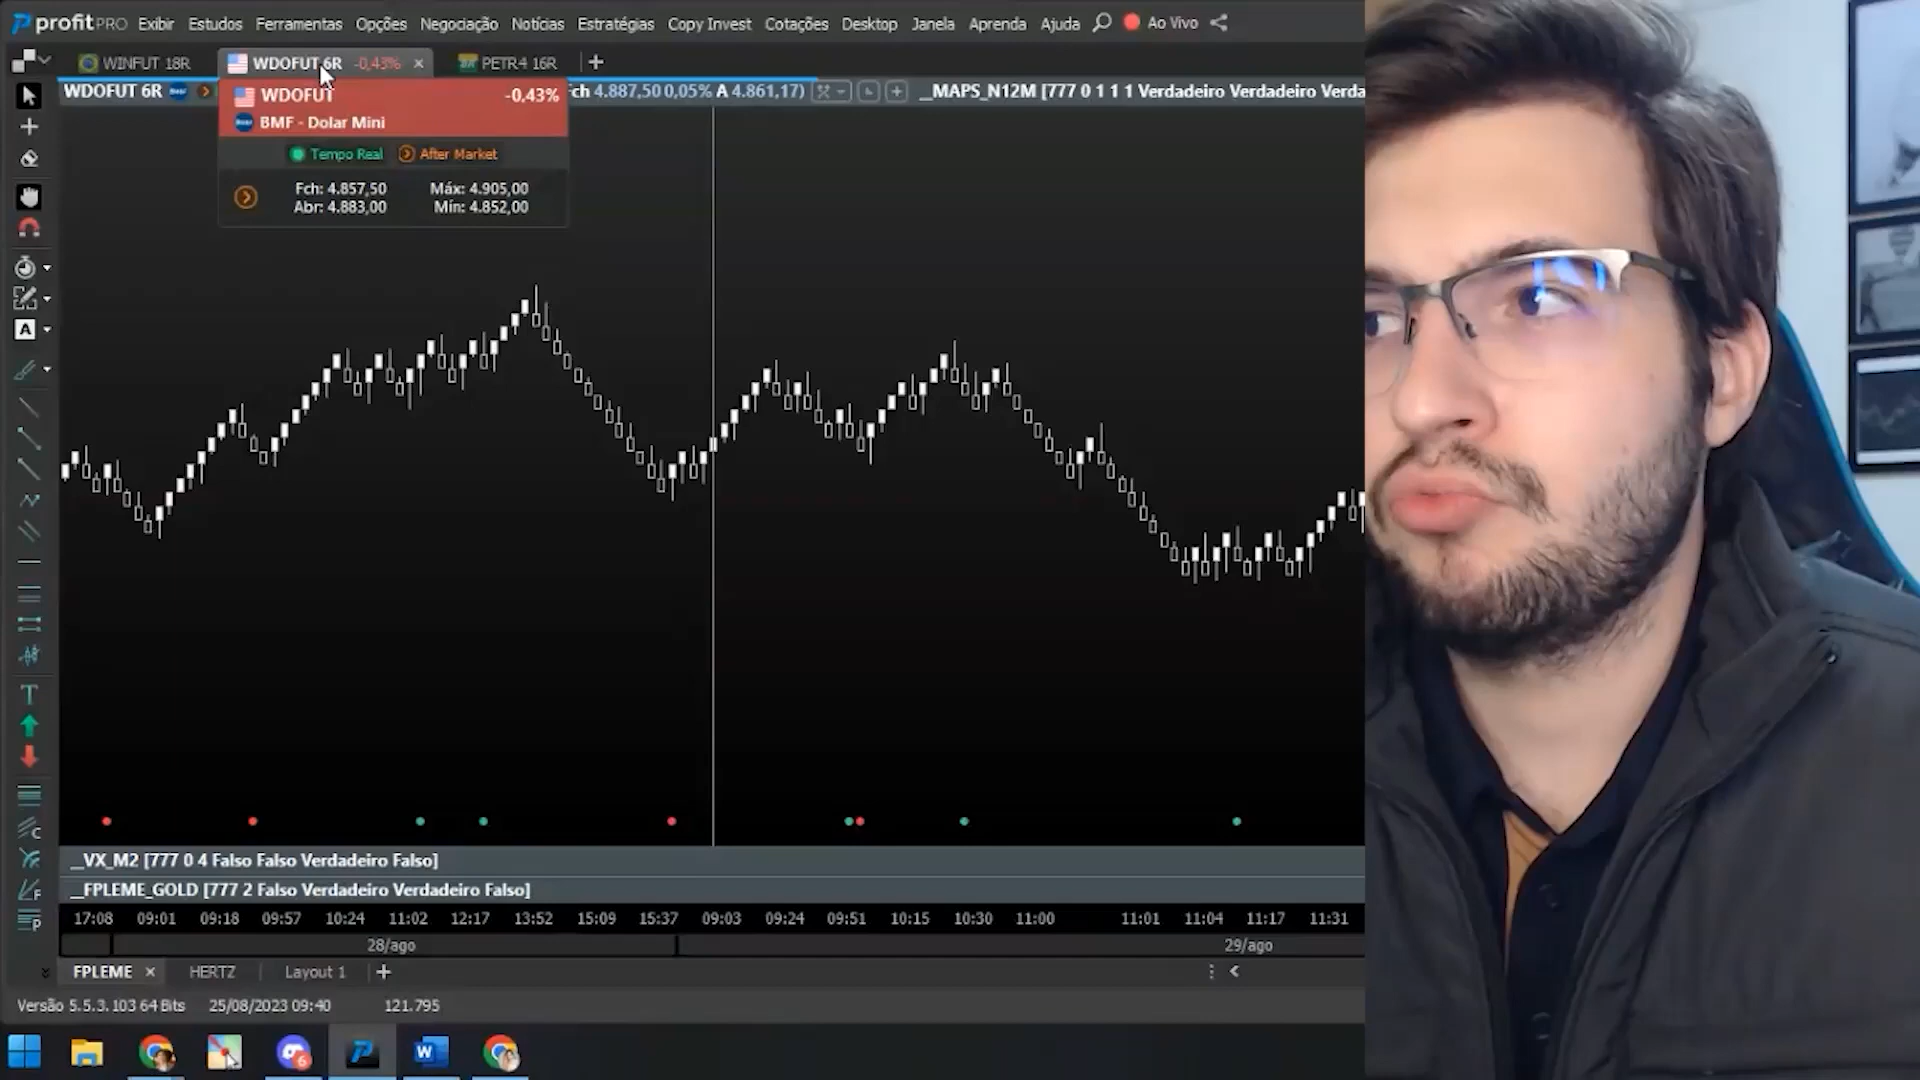 profitPRO Exibir Estudos Ferramentas Opções Negociação Notícias Estratégias Copy Invest Cotações Desktop Janela Aprenda Ajuda Ao Vivo
WINFUT 18R WDOFUT 6R -0,43% × PETR4 16R +
WDOFUT 6R Fch 4.887,50 0,05% A 4.861,17) __MAPS_N12M [777 0 1 1 1 Verdadeiro Verdadeiro Verda
WDOFUT -0,43%
BMF - Dolar Mini
Tempo Real After Market
Fch: 4.857,50 Máx: 4.905,00
Abr: 4.883,00 Mín: 4.852,00
A
T
C
F
P
__VX_M2 [777 0 4 Falso Falso Verdadeiro Falso]
__FPLEME_GOLD [777 2 Falso Verdadeiro Verdadeiro Falso]
17:08 09:01 09:18 09:57 10:24 11:02 12:17 13:52 15:09 15:37 09:03 09:24 09:51 10:15 10:30 11:00 11:01 11:04 11:17 11:31
28/ago 29/ago
FPLEME × HERTZ Layout 1 +
Versão 5.5.3.103 64 Bits 25/08/2023 09:40 121.795
6 W